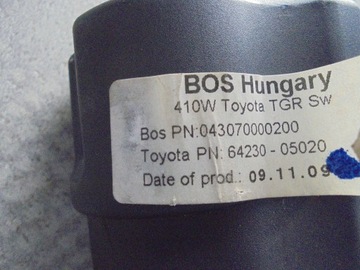 BOS Hungary
410W Toyota TGR Sw
Bos PN:043070000200
Toyota PN: 64230 - 05020
Date of prod.: 09.11.09